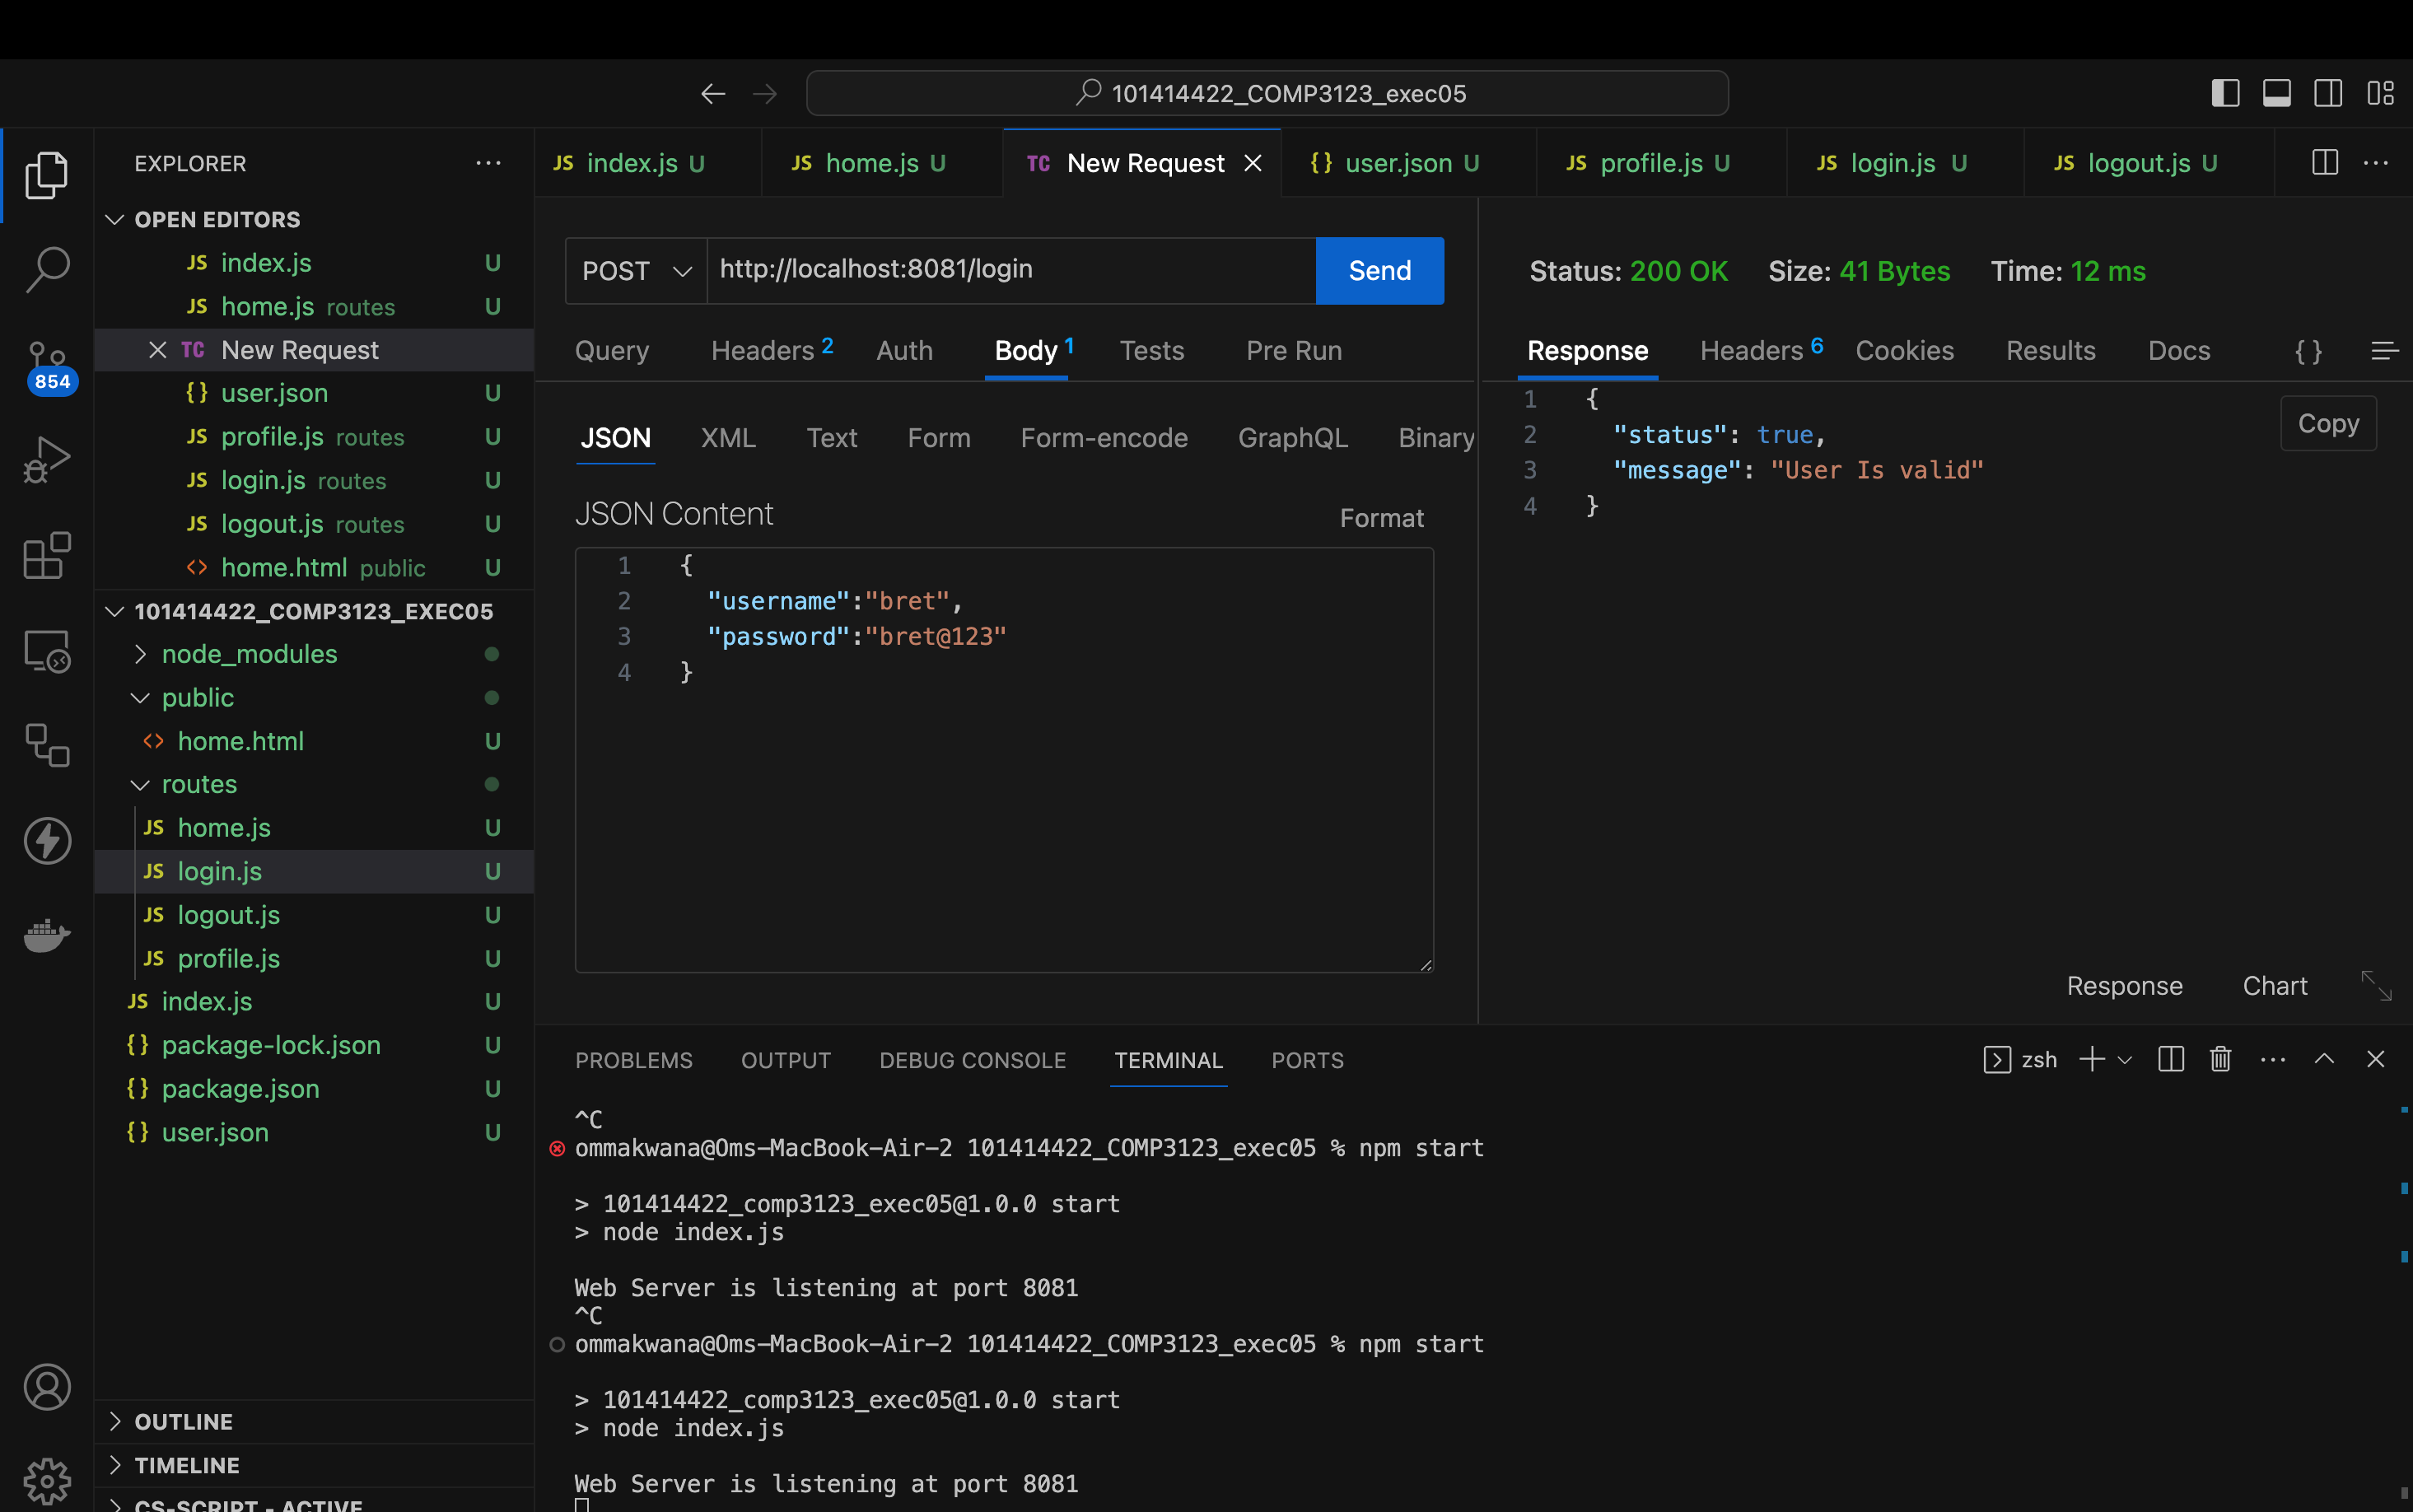 101414422_COMP3123_exec05
EXPLORER
OPEN EDITORS
JS index.js U
JS home.js routes U
TC New Request
{} user.json U
JS profile.js routes U
JS login.js routes U
JS logout.js routes U
<> home.html public U
854
101414422_COMP3123_EXEC05
node_modules
public
<> home.html U
routes
JS home.js U
JS login.js U
JS logout.js U
JS profile.js U
JS index.js U
{} package-lock.json U
{} package.json U
{} user.json U
OUTLINE
TIMELINE
CS-SCRIPT - ACTIVE
JS index.js U JS home.js U TC New Request {} user.json U JS profile.js U JS login.js U JS logout.js U
POST http://localhost:8081/login Send
Query Headers 2 Auth Body 1 Tests Pre Run
JSON XML Text Form Form-encode GraphQL Binary
JSON Content
Format
1 {
2 "username":"bret",
3 "password":"bret@123"
4 }
Status: 200 OK Size: 41 Bytes Time: 12 ms
Response Headers 6 Cookies Results Docs {}
1 {
2 "status": true,
3 "message": "User Is valid"
4 }
Copy
Response Chart
PROBLEMS OUTPUT DEBUG CONSOLE TERMINAL PORTS
zsh
^C
ommakwana@Oms-MacBook-Air-2 101414422_COMP3123_exec05 % npm start
> 101414422_comp3123_exec05@1.0.0 start
> node index.js
Web Server is listening at port 8081
^C
ommakwana@Oms-MacBook-Air-2 101414422_COMP3123_exec05 % npm start
> 101414422_comp3123_exec05@1.0.0 start
> node index.js
Web Server is listening at port 8081